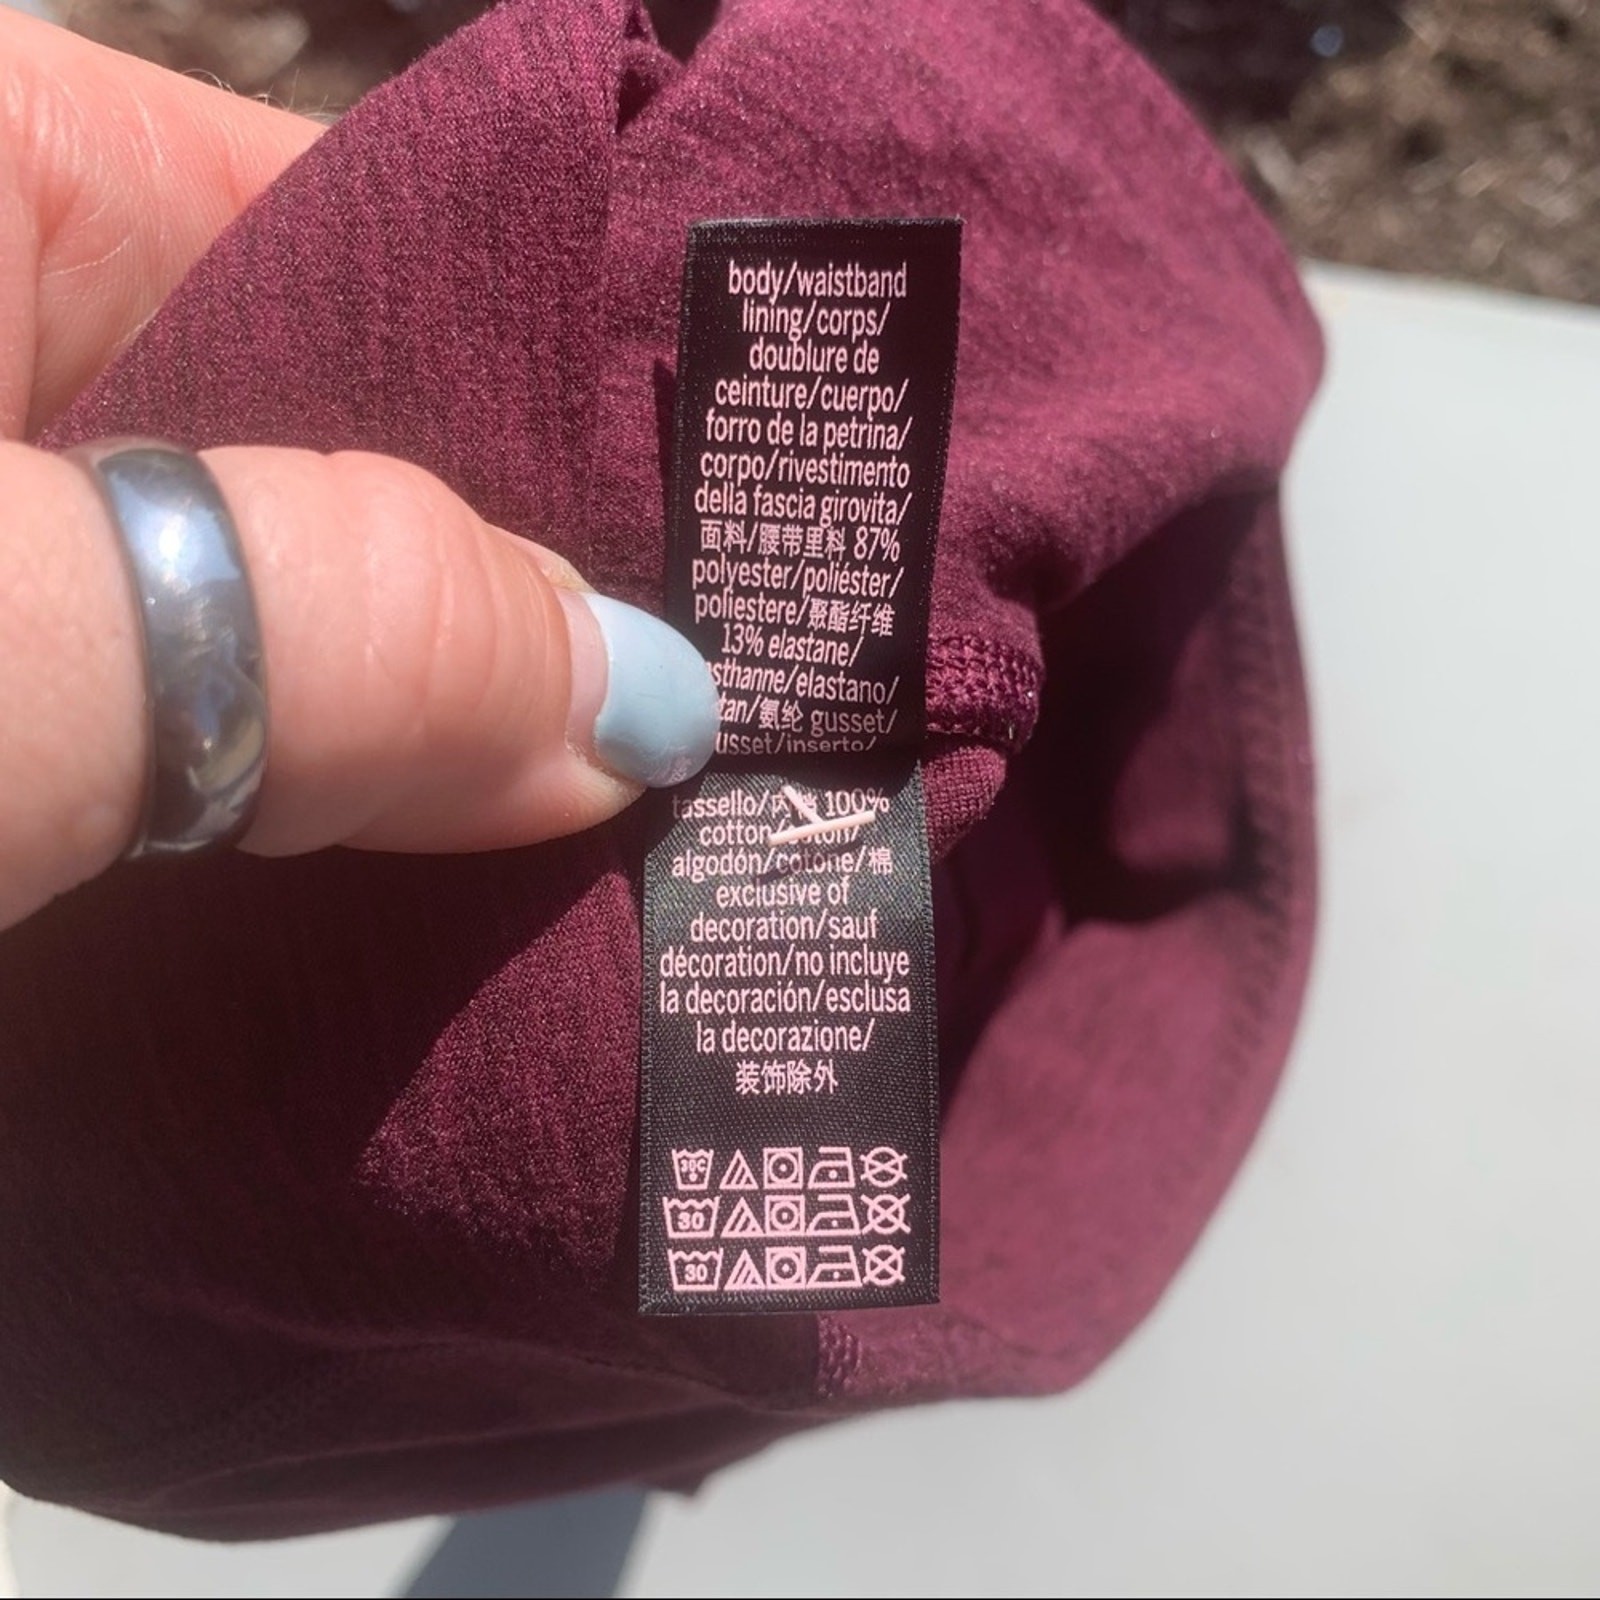 body/waistband
lining/corps/
doublure de
ceinture/cuerpo/
forro de la petrina/
corpo/rivestimento
della fascia girovita/
面料/腰带里料 87%
polyester/poliéster/
poliestere/聚酯纤维
13% elastane/
elastano/
氨纶 gusset/
inserto/
tassello/ 100%
cotton/
algodón/cotone/棉
exclusive of
decoration/sauf
décoration/no incluye
la decoración/esclusa
la decorazione/
装饰除外
30C
30
30